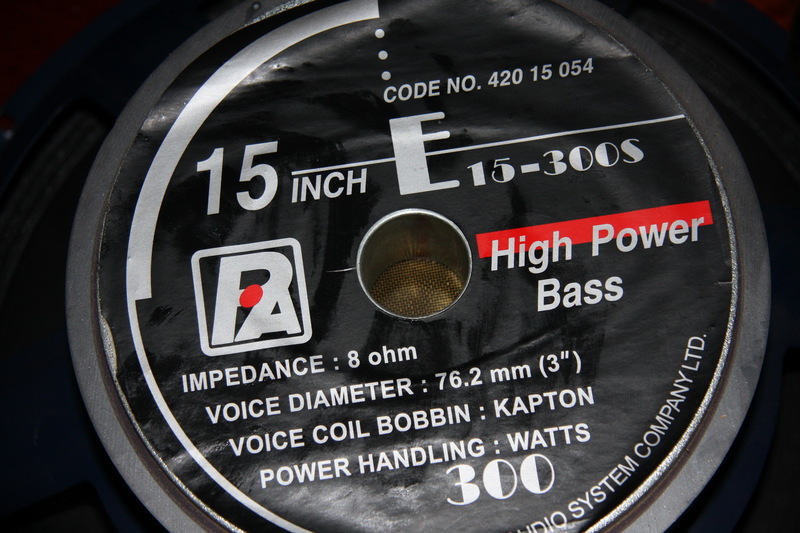 CODE NO. 420 15 054
15 INCH
E 15-300S
High Power
Bass
PA
IMPEDANCE : 8 ohm
VOICE DIAMETER : 76.2 mm (3")
VOICE COIL BOBBIN : KAPTON
POWER HANDLING : WATTS
300
AUDIO SYSTEM COMPANY LTD.